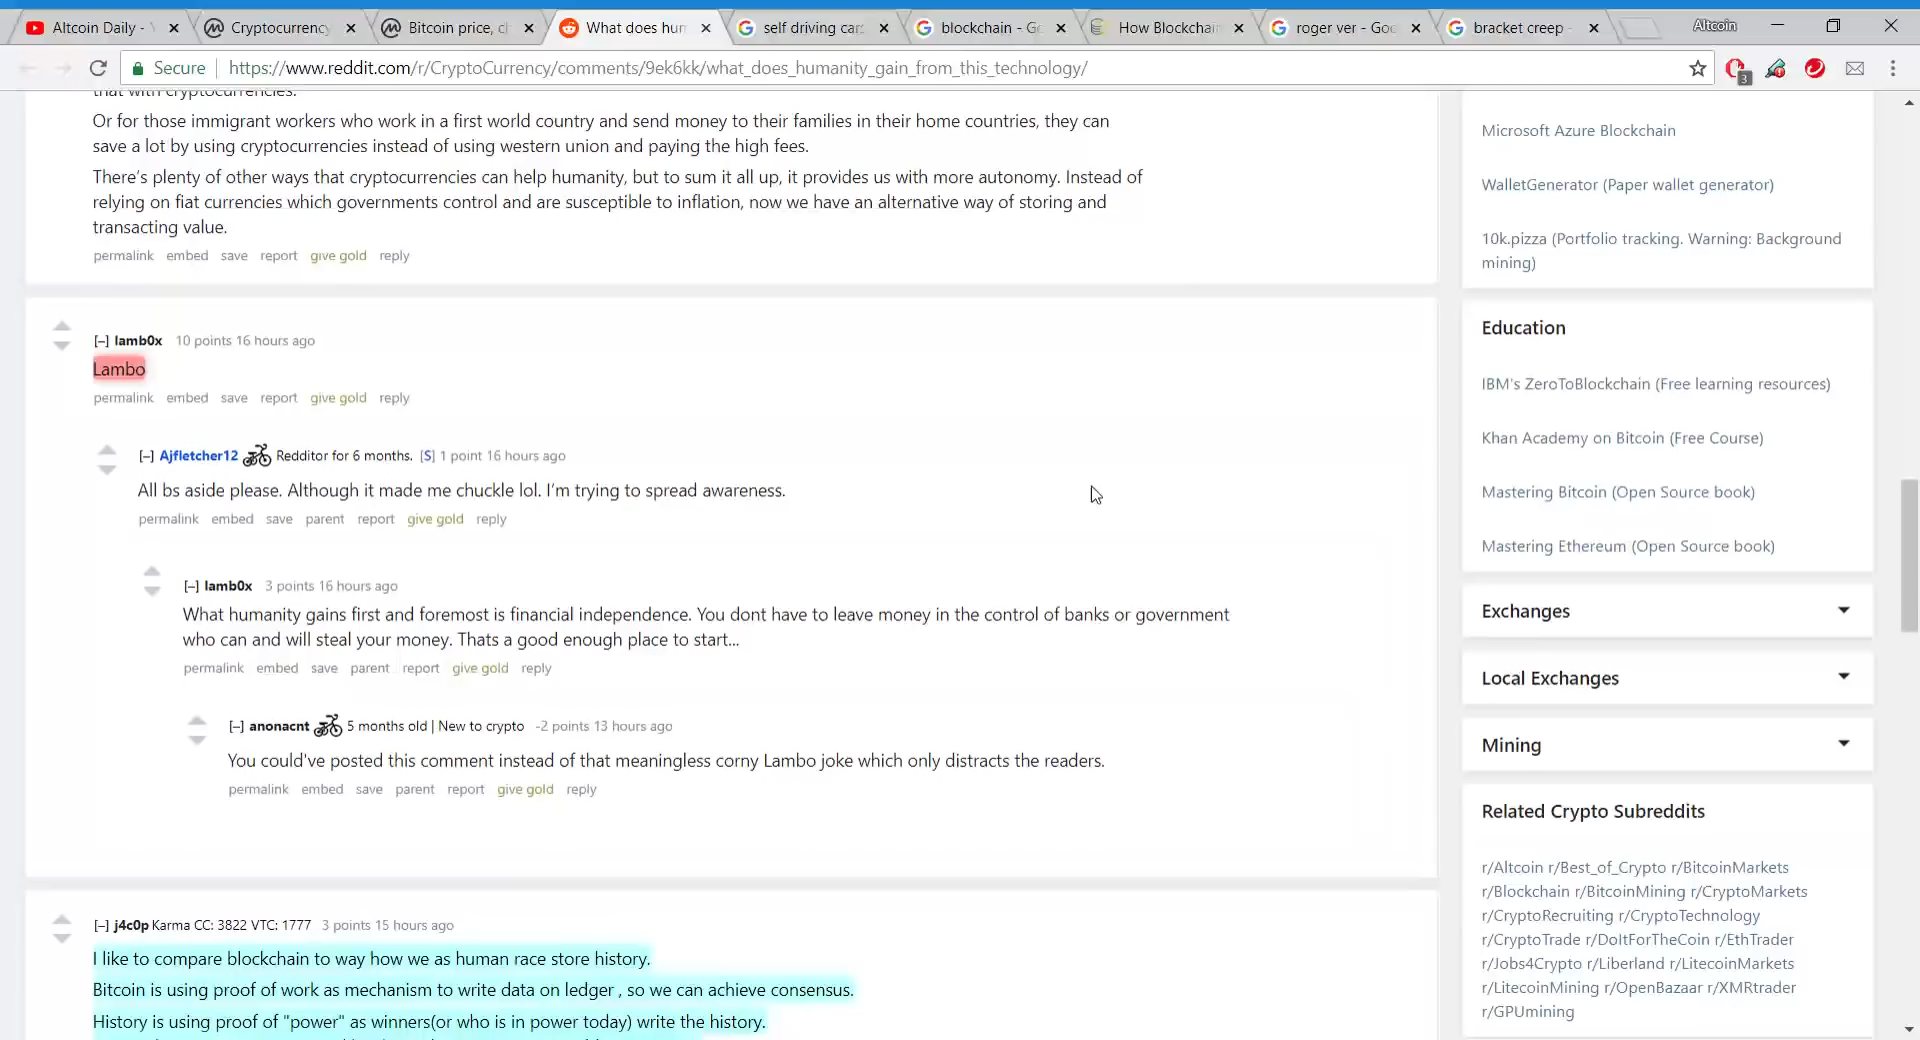 Altcoin Daily -
Cryptocurrency
Bitcoin price, c
What does hum
self driving car
blockchain - G
How Blockchain
roger ver - Goo
bracket creep -
Altcoin
Secure
https://www.reddit.com/r/CryptoCurrency/comments/9ek6kk/what_does_humanity_gain_from_this_technology/
3
that with cryptocurrencies.
Or for those immigrant workers who work in a first world country and send money to their families in their home countries, they can
save a lot by using cryptocurrencies instead of using western union and paying the high fees.
There's plenty of other ways that cryptocurrencies can help humanity, but to sum it all up, it provides us with more autonomy. Instead of
relying on fiat currencies which governments control and are susceptible to inflation, now we have an alternative way of storing and
transacting value.
permalink embed save report give gold reply
[–] lamb0x 10 points 16 hours ago
Lambo
permalink embed save report give gold reply
[–] Ajfletcher12 Redditor for 6 months. [S] 1 point 16 hours ago
All bs aside please. Although it made me chuckle lol. I'm trying to spread awareness.
permalink embed save parent report give gold reply
[–] lamb0x 3 points 16 hours ago
What humanity gains first and foremost is financial independence. You dont have to leave money in the control of banks or government
who can and will steal your money. Thats a good enough place to start...
permalink embed save parent report give gold reply
[–] anonacnt 5 months old | New to crypto -2 points 13 hours ago
You could've posted this comment instead of that meaningless corny Lambo joke which only distracts the readers.
permalink embed save parent report give gold reply
[–] j4c0p Karma CC: 3822 VTC: 1777 3 points 15 hours ago
I like to compare blockchain to way how we as human race store history.
Bitcoin is using proof of work as mechanism to write data on ledger , so we can achieve consensus.
History is using proof of "power" as winners(or who is in power today) write the history.
Microsoft Azure Blockchain
WalletGenerator (Paper wallet generator)
10k.pizza (Portfolio tracking. Warning: Background
mining)
Education
IBM's ZeroToBlockchain (Free learning resources)
Khan Academy on Bitcoin (Free Course)
Mastering Bitcoin (Open Source book)
Mastering Ethereum (Open Source book)
Exchanges
Local Exchanges
Mining
Related Crypto Subreddits
r/Altcoin r/Best_of_Crypto r/BitcoinMarkets
r/Blockchain r/BitcoinMining r/CryptoMarkets
r/CryptoRecruiting r/CryptoTechnology
r/CryptoTrade r/DoItForTheCoin r/EthTrader
r/Jobs4Crypto r/Liberland r/LitecoinMarkets
r/LitecoinMining r/OpenBazaar r/XMRtrader
r/GPUmining